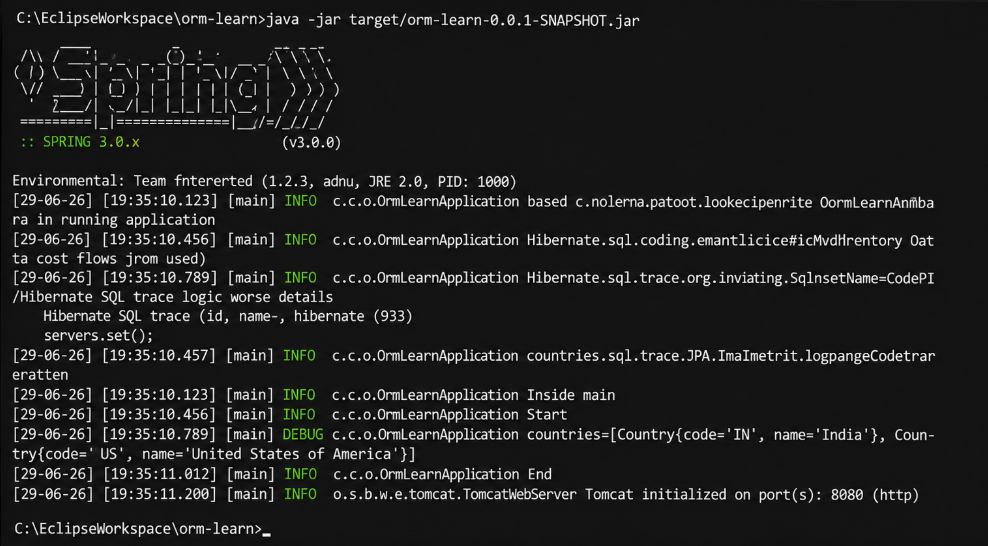 C:\EclipseWorkspace\orm-learn>java -jar target/orm-learn-0.0.1-SNAPSHOT.jar
Spring
:: SPRING 3.0.x (v3.0.0)
Environmental: Team fntererted (1.2.3, adnu, JRE 2.0, PID: 1000)
[29-06-26] [19:35:10.123] [main] INFO c.c.o.OrmLearnApplication based c.nolerna.patoot.lookecipenrite
ra in running application
[29-06-26] [19:35:10.456] [main] INFO c.c.o.OrmLearnApplication Hibernate.sql.coding.emantlicice#icMvdHrentory Oat
ta cost flows jrom used)
[29-06-26] [19:35:10.789] [main] INFO c.c.o.OrmLearnApplication Hibernate.sql.trace.org.inviating.SqlnsetName=CodePI
/Hibernate SQL trace logic worse details
Hibernate SQL trace (id, name-, hibernate (933)
servers.set();
[29-06-26] [19:35:10.457] [main] INFO c.c.o.OrmLearnApplication countries.sql.trace.JPA.ImaImetrit.logpangeCodetrar
eratten
[29-06-26] [19:35:10.123] [main] INFO c.c.o.OrmLearnApplication Inside main
[29-06-26] [19:35:10.456] [main] INFO c.c.o.OrmLearnApplication Start
[29-06-26] [19:35:10.789] [main] DEBUG c.c.o.OrmLearnApplication countries=[Country{code='IN', name='India'}, Coun-
try{code=' US', name='United States of America'}]
[29-06-26] [19:35:11.012] [main] INFO c.c.o.OrmLearnApplication End
[29-06-26] [19:35:11.200] [main] INFO o.s.b.w.e.tomcat.TomcatWebServer Tomcat initialized on port(s): 8080 (http)
C:\EclipseWorkspace\orm-learn>_